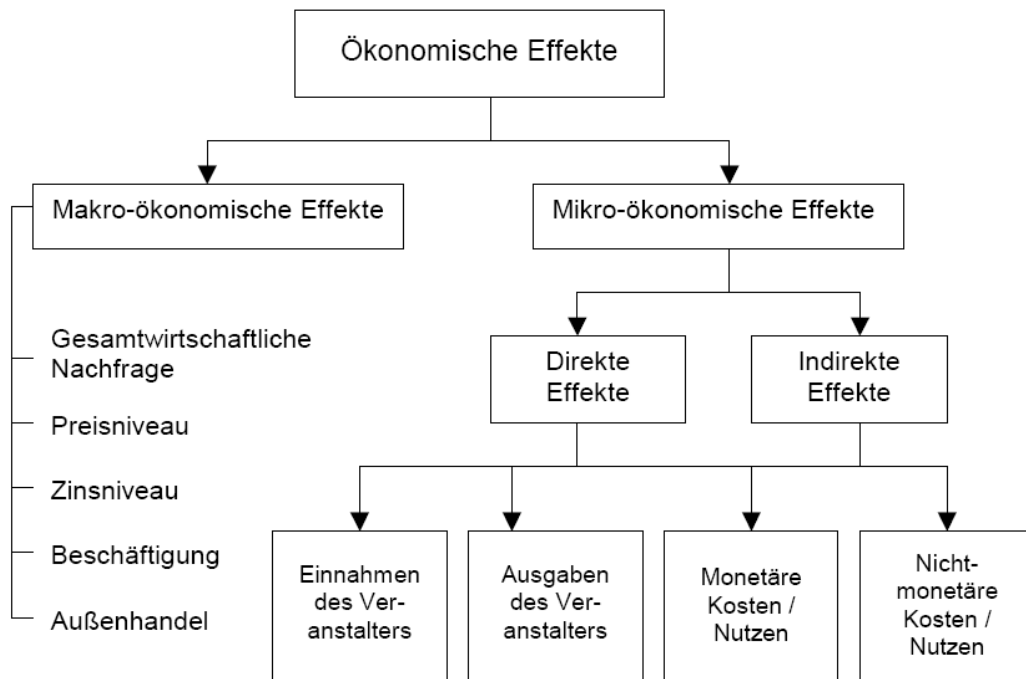 Ökonomische Effekte
Makro-ökonomische Effekte
Mikro-ökonomische Effekte
Gesamtwirtschaftliche
Nachfrage
Preisniveau
Zinsniveau
Beschäftigung
Außenhandel
Direkte
Effekte
Indirekte
Effekte
Einnahmen
des Ver-
anstalters
Ausgaben
des Ver-
anstalters
Monetäre
Kosten /
Nutzen
Nicht-
monetäre
Kosten /
Nutzen